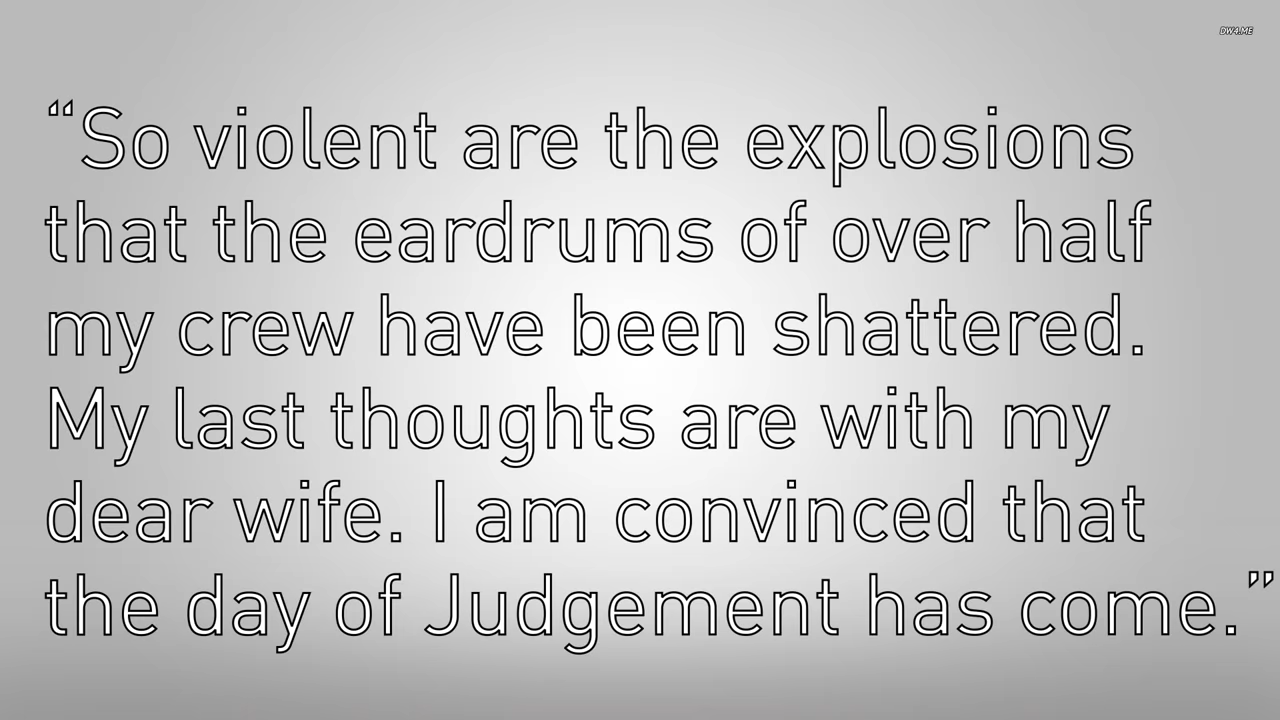 DW4.ME
“So violent are the explosions
that the eardrums of over half
my crew have been shattered.
My last thoughts are with my
dear wife. I am convinced that
the day of Judgement has come.”